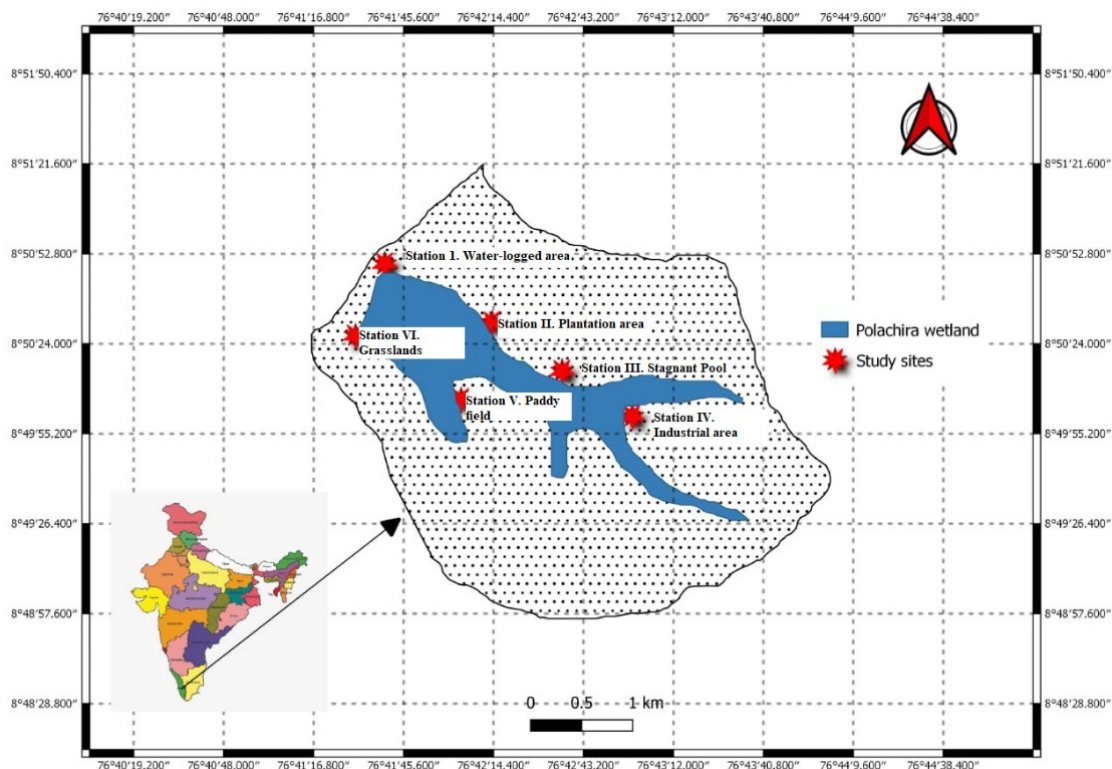 76°40'19.200" 76°40'48.000" 76°41'16.800" 76°41'45.600" 76°42'14.400" 76°42'43.200" 76°43'12.000" 76°43'40.800" 76°44'9.600" 76°44'38.400"
8°51'50.400" 8°51'50.400"
8°51'21.600" 8°51'21.600"
8°50'52.800" 8°50'52.800"
Station 1. Water-logged area
Station II. Plantation area
Polachira wetland
Station VI.
Grasslands
8°50'24.000" 8°50'24.000"
Study sites
Station III. Stagnant Pool
Station V. Paddy
field
Station IV.
Industrial area
8°49'55.200" 8°49'55.200"
8°49'26.400" 8°49'26.400"
8°48'57.600" 8°48'57.600"
8°48'28.800" 8°48'28.800"
0 0.5 1 km
76°40'19.200" 76°40'48.000" 76°41'16.800" 76°41'45.600" 76°42'14.400" 76°42'43.200" 76°43'12.000" 76°43'40.800" 76°44'9.600" 76°44'38.400"